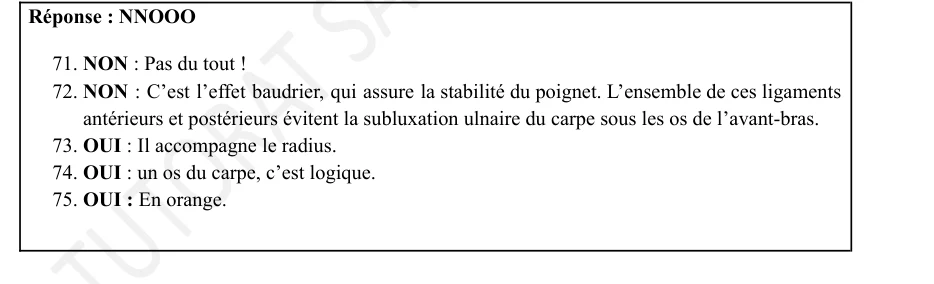 Réponse : NNOOO
71. NON : Pas du tout !
72. NON : C’est l’effet baudrier, qui assure la stabilité du poignet. L’ensemble de ces ligaments
antérieurs et postérieurs évitent la subluxation ulnaire du carpe sous les os de l’avant-bras.
73. OUI : Il accompagne le radius.
74. OUI : un os du carpe, c’est logique.
75. OUI : En orange.
TUTORAT SA